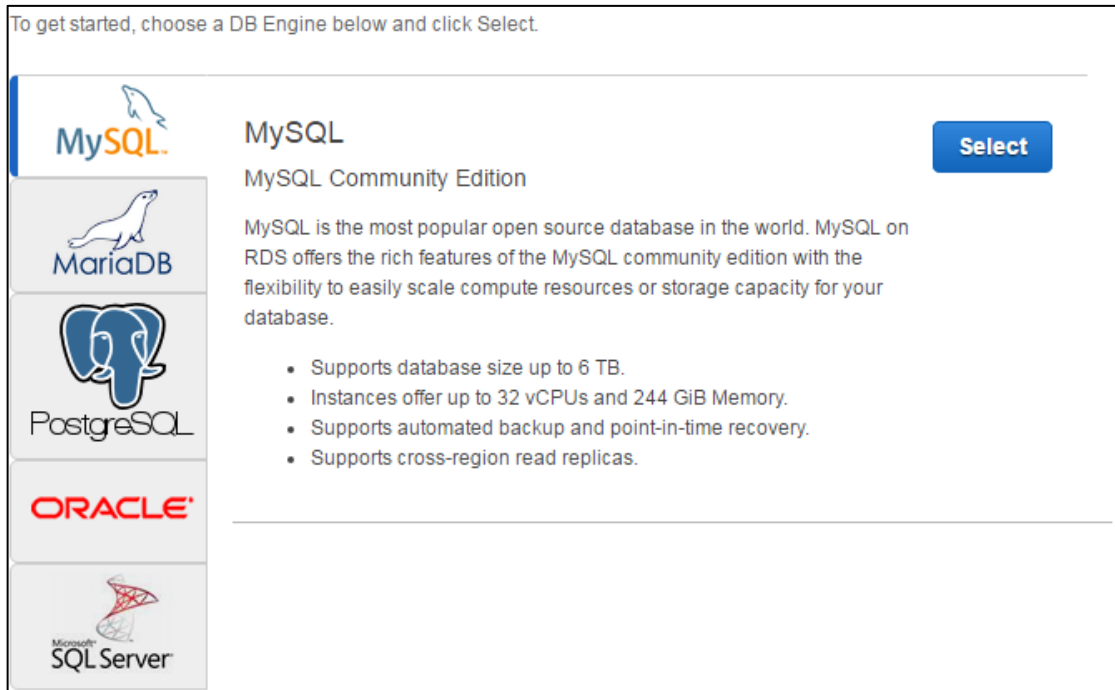 To get started, choose a DB Engine below and click Select.
MySQL™
MariaDB
PostgreSQL
ORACLE®
Microsoft®
SQL Server®
MySQL
Select
MySQL Community Edition
MySQL is the most popular open source database in the world. MySQL on
RDS offers the rich features of the MySQL community edition with the
flexibility to easily scale compute resources or storage capacity for your
database.
• Supports database size up to 6 TB.
• Instances offer up to 32 vCPUs and 244 GiB Memory.
• Supports automated backup and point-in-time recovery.
• Supports cross-region read replicas.